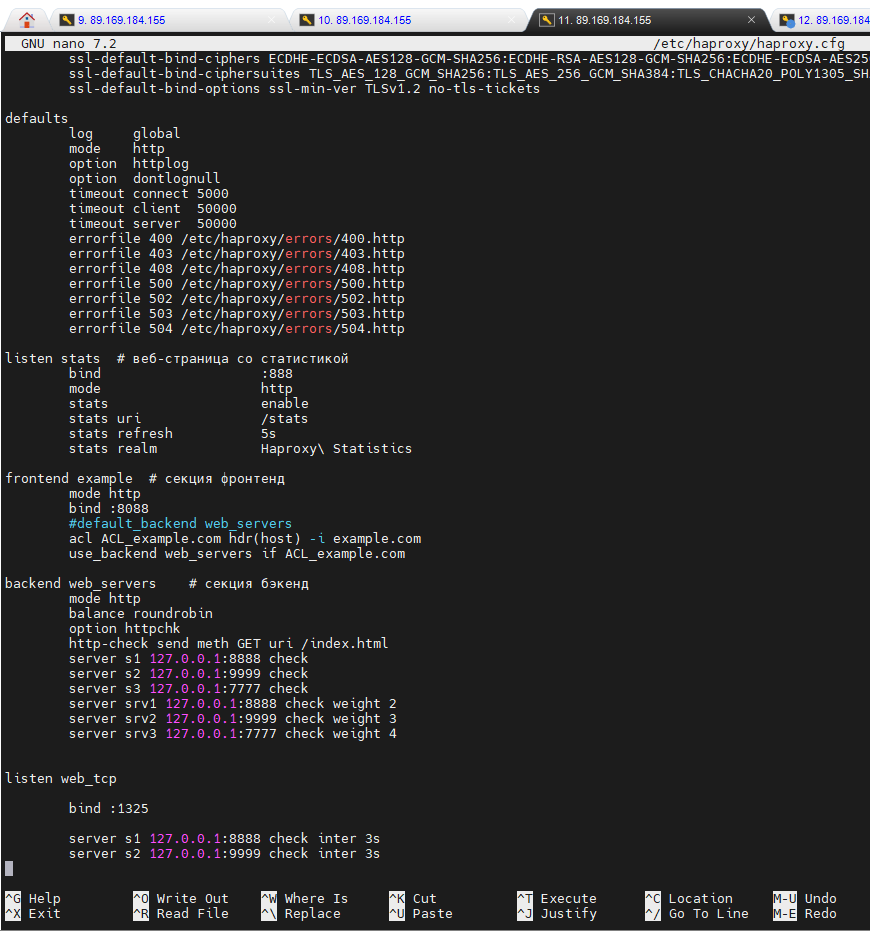 9. 89.169.184.155
10. 89.169.184.155
11. 89.169.184.155
12. 89.169.184
GNU nano 7.2 /etc/haproxy/haproxy.cfg
ssl-default-bind-ciphers ECDHE-ECDSA-AES128-GCM-SHA256:ECDHE-RSA-AES128-GCM-SHA256:ECDHE-ECDSA-AES25
ssl-default-bind-ciphersuites TLS_AES_128_GCM_SHA256:TLS_AES_256_GCM_SHA384:TLS_CHACHA20_POLY1305_SH
ssl-default-bind-options ssl-min-ver TLSv1.2 no-tls-tickets
defaults
log global
mode http
option httplog
option dontlognull
timeout connect 5000
timeout client 50000
timeout server 50000
errorfile 400 /etc/haproxy/errors/400.http
errorfile 403 /etc/haproxy/errors/403.http
errorfile 408 /etc/haproxy/errors/408.http
errorfile 500 /etc/haproxy/errors/500.http
errorfile 502 /etc/haproxy/errors/502.http
errorfile 503 /etc/haproxy/errors/503.http
errorfile 504 /etc/haproxy/errors/504.http
listen stats # веб-страница со статистикой
bind :888
mode http
stats enable
stats uri /stats
stats refresh 5s
stats realm Haproxy\ Statistics
frontend example # секция фронтенд
mode http
bind :8088
#default_backend web_servers
acl ACL_example.com hdr(host) -i example.com
use_backend web_servers if ACL_example.com
backend web_servers # секция бэкенд
mode http
balance roundrobin
option httpchk
http-check send meth GET uri /index.html
server s1 127.0.0.1:8888 check
server s2 127.0.0.1:9999 check
server s3 127.0.0.1:7777 check
server srv1 127.0.0.1:8888 check weight 2
server srv2 127.0.0.1:9999 check weight 3
server srv3 127.0.0.1:7777 check weight 4
listen web_tcp
bind :1325
server s1 127.0.0.1:8888 check inter 3s
server s2 127.0.0.1:9999 check inter 3s
^G Help ^O Write Out ^W Where Is ^K Cut ^T Execute ^C Location M-U Undo
^X Exit ^R Read File ^\ Replace ^U Paste ^J Justify ^/ Go To Line M-E Redo